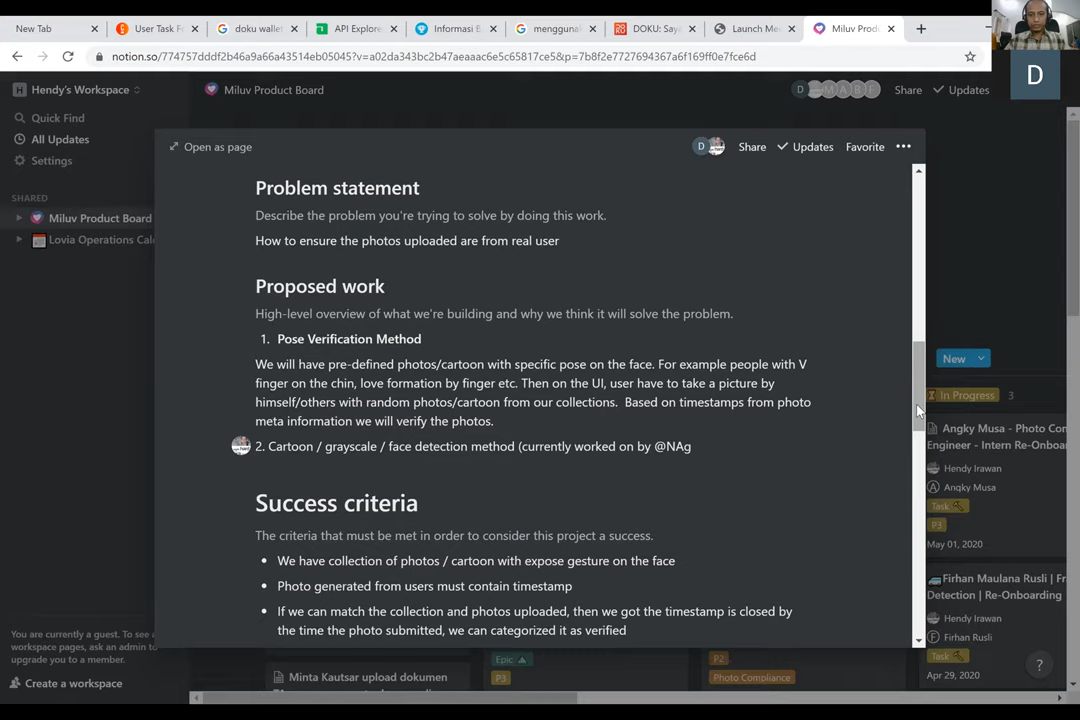 New Tab
User Task F
doku walle
API Explore
Informasi B
menggunak
DOKU: Saya
Launch Mee
Miluv Produ
notion.so/774757dddf2b46a9a66a43514eb05045?v=a02da343bc2b47aeaaac6e5c65817ce5&p=7b8f2e7727694367a6f169ff0e7fce6d
D
H Hendy's Workspace
Miluv Product Board
D M A B F
Share
Updates
Quick Find
All Updates
Settings
SHARED
Miluv Product Board
Lovia Operations Cale
You are currently a guest. To see a
workspace pages, ask an admin to
upgrade you to a member.
Create a workspace
Open as page
D
Share
Updates
Favorite
Problem statement
Describe the problem you're trying to solve by doing this work.
How to ensure the photos uploaded are from real user
Proposed work
High-level overview of what we're building and why we think it will solve the problem.
1. Pose Verification Method
We will have pre-defined photos/cartoon with specific pose on the face. For example people with V
finger on the chin, love formation by finger etc. Then on the UI, user have to take a picture by
himself/others with random photos/cartoon from our collections. Based on timestamps from photo
meta information we will verify the photos.
2. Cartoon / grayscale / face detection method (currently worked on by @NAg
Success criteria
The criteria that must be met in order to consider this project a success.
• We have collection of photos / cartoon with expose gesture on the face
• Photo generated from users must contain timestamp
• If we can match the collection and photos uploaded, then we got the timestamp is closed by
the time the photo submitted, we can categorized it as verified
New
In Progress 3
Angky Musa - Photo Com
Engineer - Intern Re-Onboa
Hendy Irawan
A Angky Musa
Task
P3
May 01, 2020
Firhan Maulana Rusli | Fr
Detection | Re-Onboarding
Hendy Irawan
F Firhan Rusli
Task
P2
Apr 29, 2020
Minta Kautsar upload dokumen
Epic
P3
P2
Photo Compliance
?